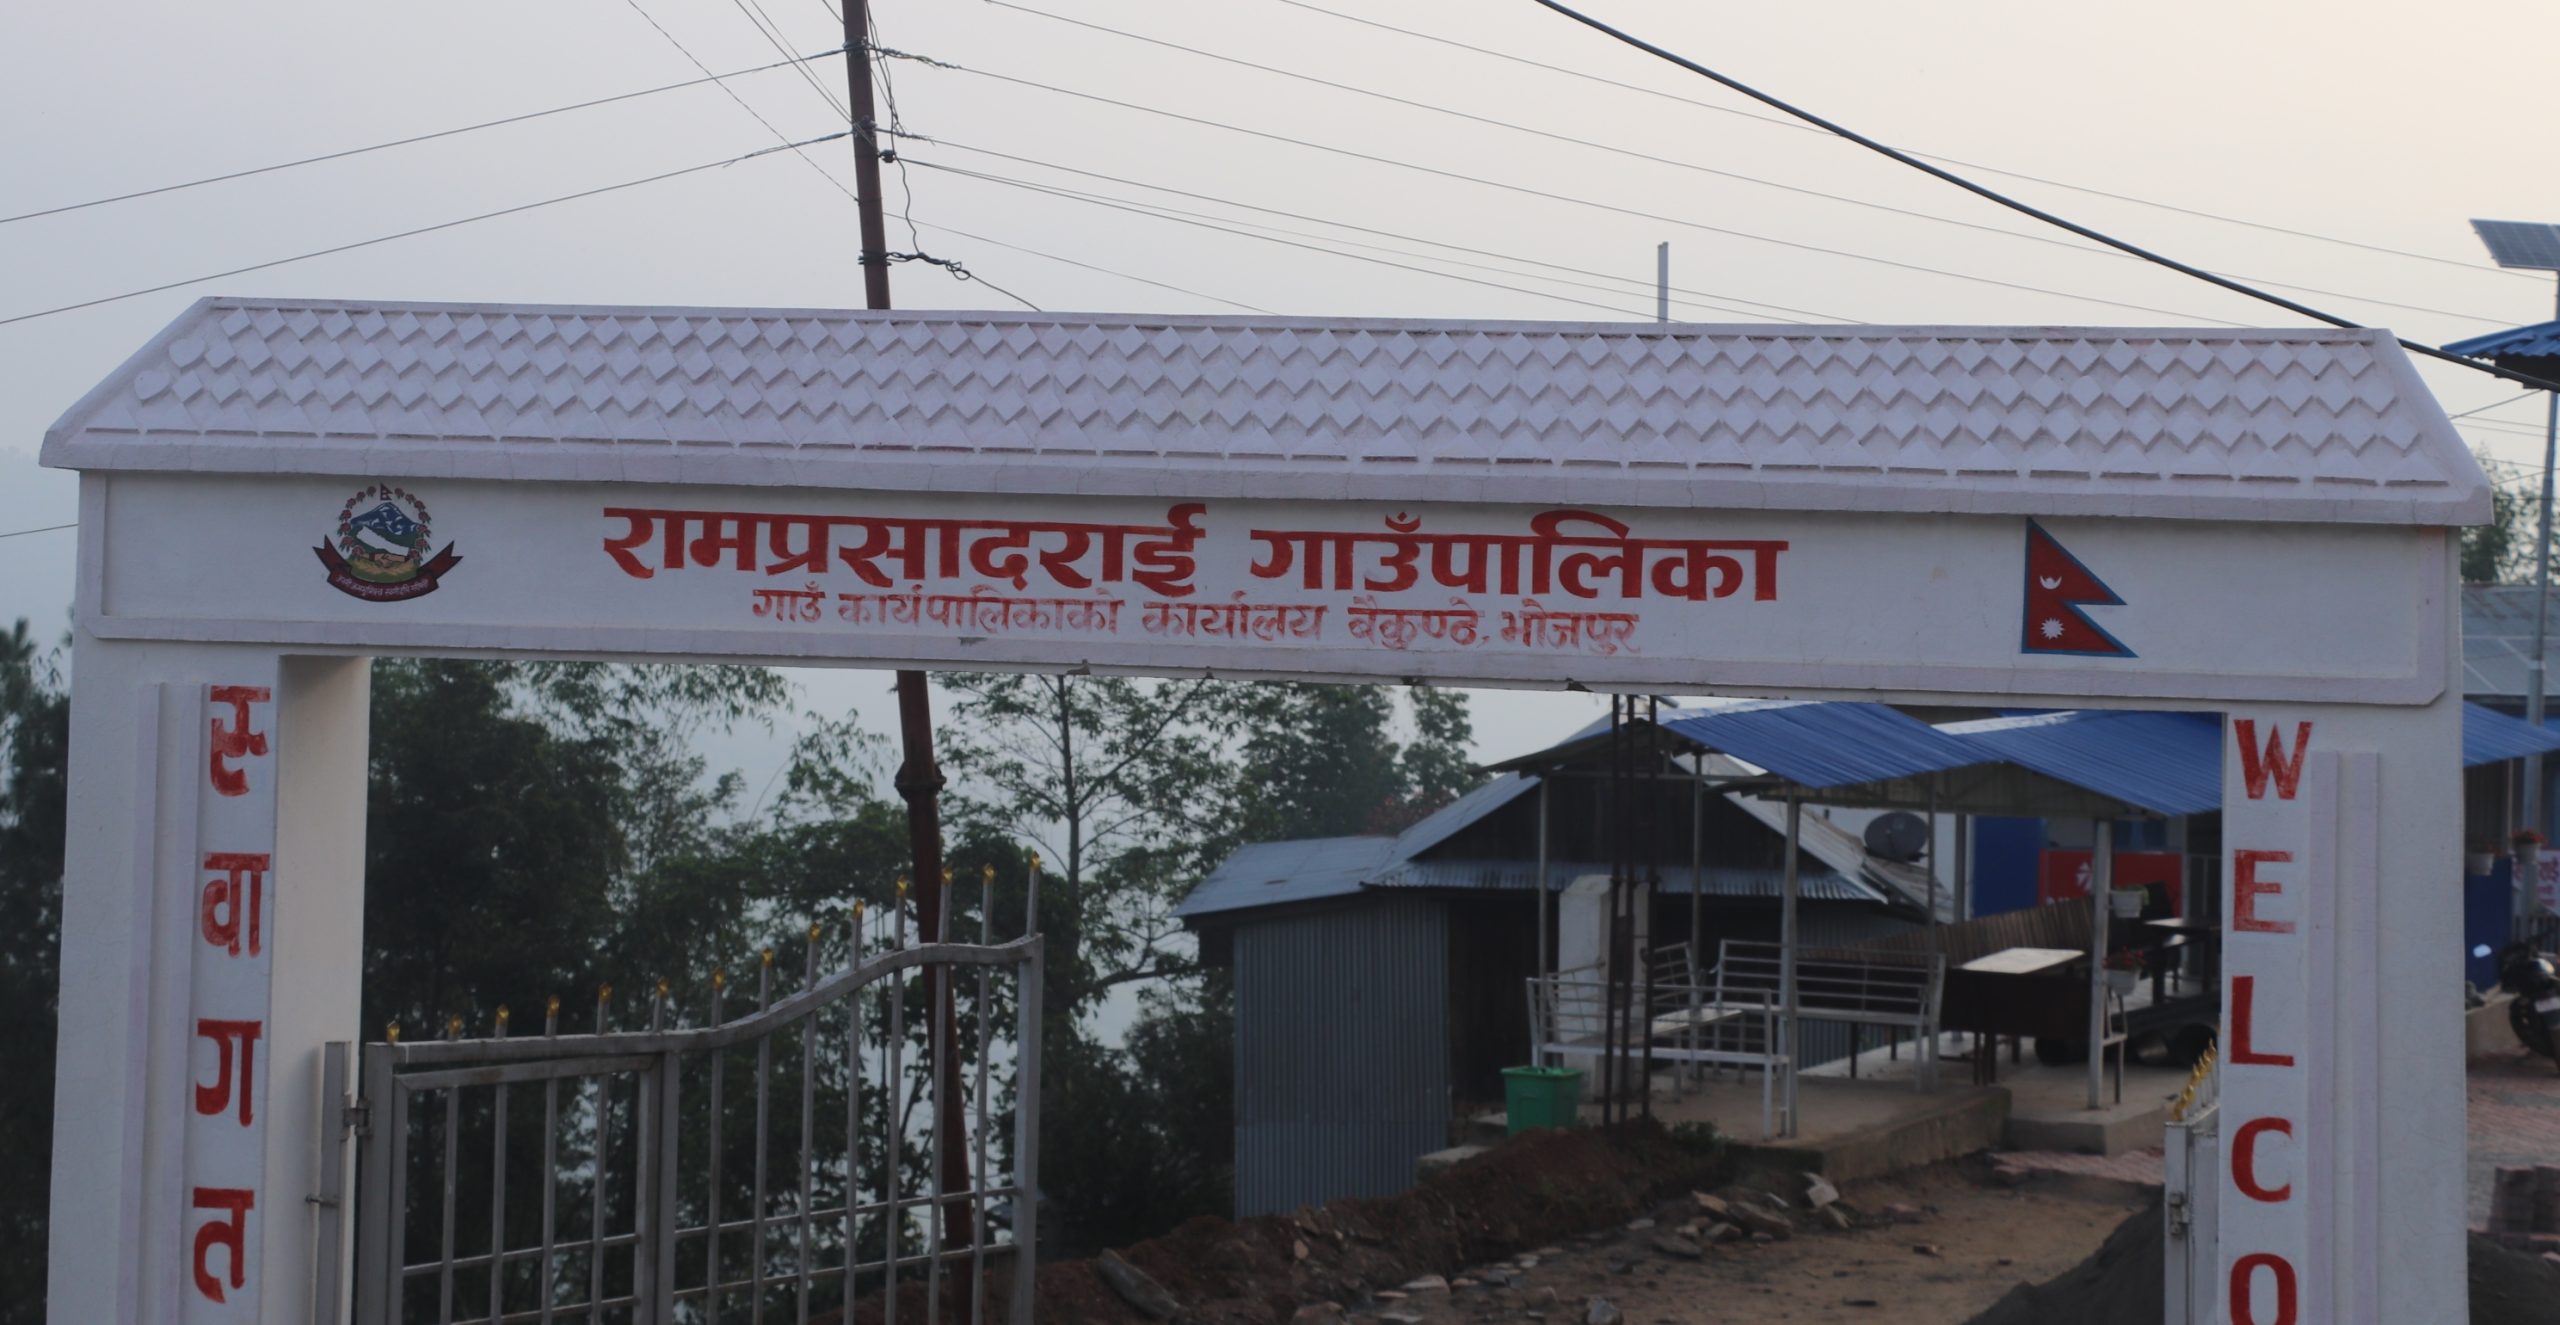 रामप्रसादराई गाउँपालिका
गाउँ कार्यपालिकाको कार्यालय बैकुण्ठे, भोजपुर
स्वागत
WELCO